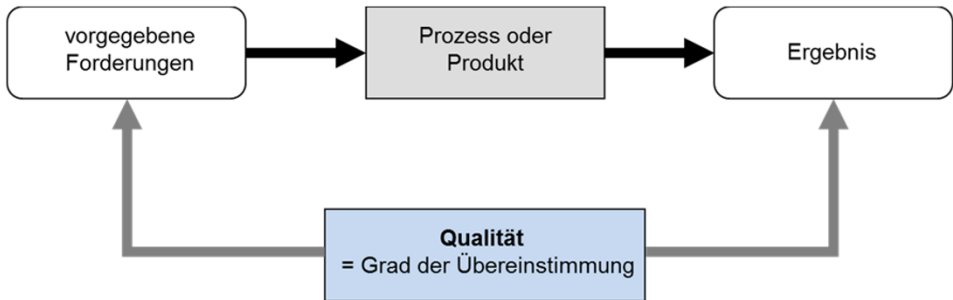 vorgegebene
Forderungen
Prozess oder
Produkt
Ergebnis
Qualität
= Grad der Übereinstimmung